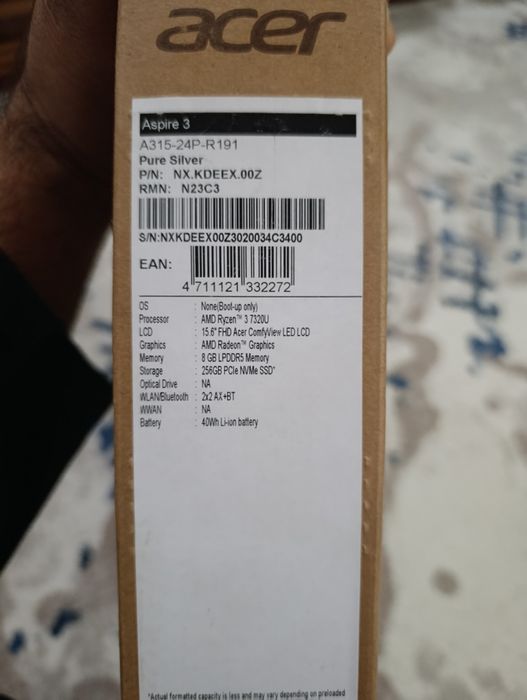 acer
Aspire 3
A315-24P-R191
Pure Silver
P/N: NX.KDEEX.00Z
RMN: N23C3
S/N:NXKDEEX00Z3020034C3400
EAN:
4 711121 332272
OS : None(Boot-up only)
Processor : AMD Ryzen™ 3 7320U
LCD : 15.6" FHD Acer ComfyView LED LCD
Graphics : AMD Radeon™ Graphics
Memory : 8 GB LPDDR5 Memory
Storage : 256GB PCIe NVMe SSD*
Optical Drive : NA
WLAN/Bluetooth : 2x2 AX+BT
WWAN : NA
Battery : 40Wh Li-ion battery
*Actual formatted capacity is less and may vary depending on preloaded